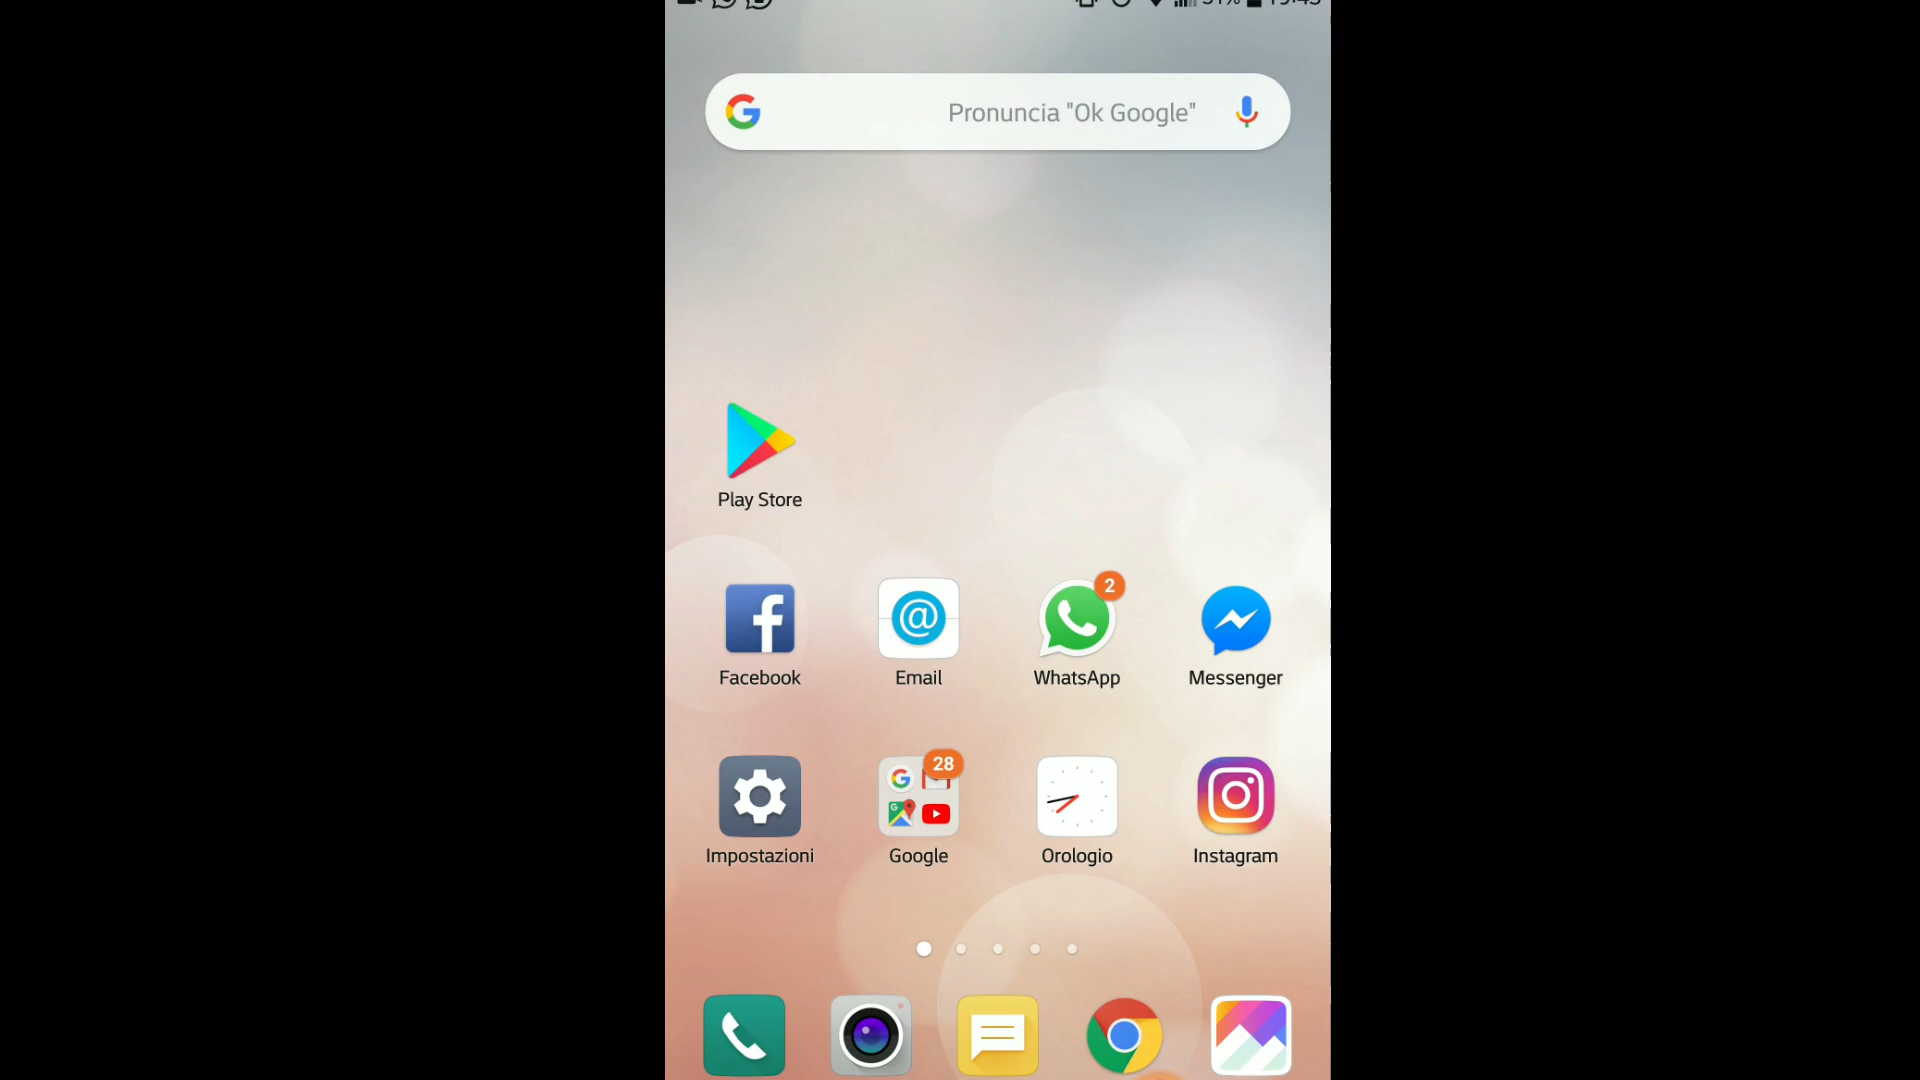 Pronuncia "Ok Google"
Play Store
2
Facebook Email WhatsApp Messenger
28
Impostazioni Google Orologio Instagram